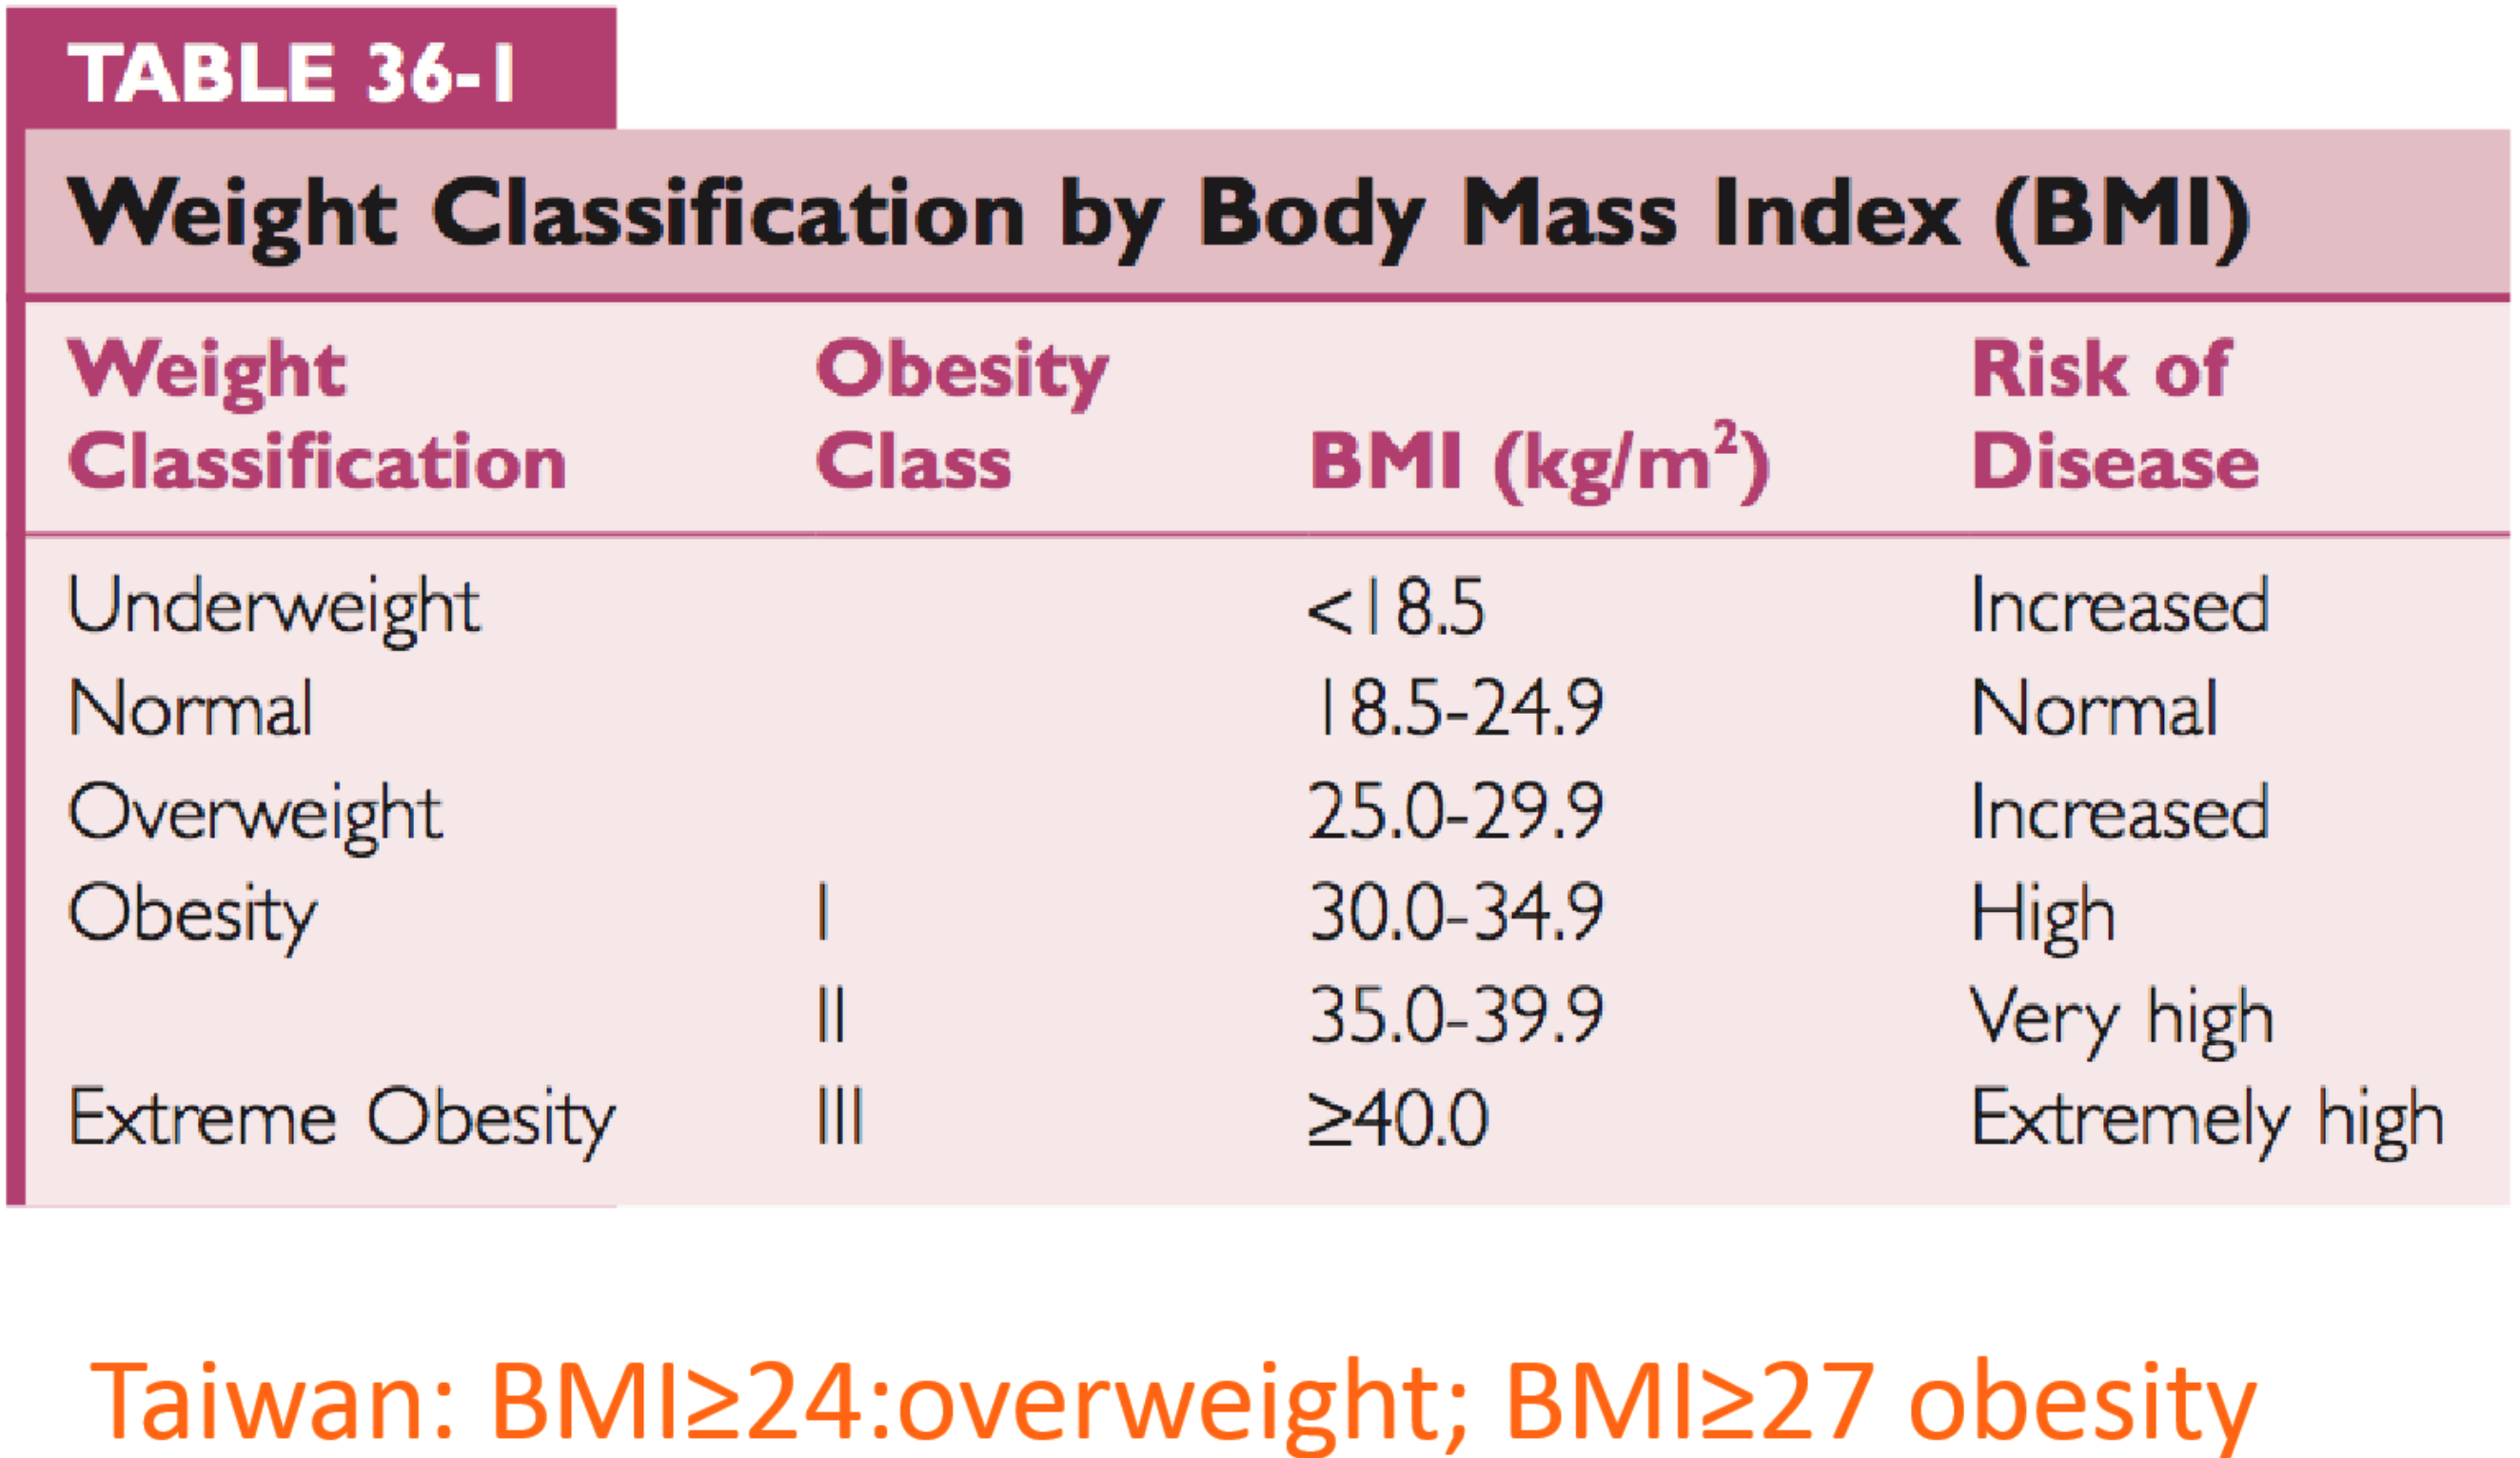 TABLE 36-1
Weight Classification by Body Mass Index (BMI)
Weight Classification Obesity Class BMI (kg/m²) Risk of Disease
Underweight <18.5 Increased
Normal 18.5-24.9 Normal
Overweight 25.0-29.9 Increased
Obesity I 30.0-34.9 High
II 35.0-39.9 Very high
Extreme Obesity III ≥40.0 Extremely high
Taiwan: BMI≥24:overweight; BMI≥27 obesity